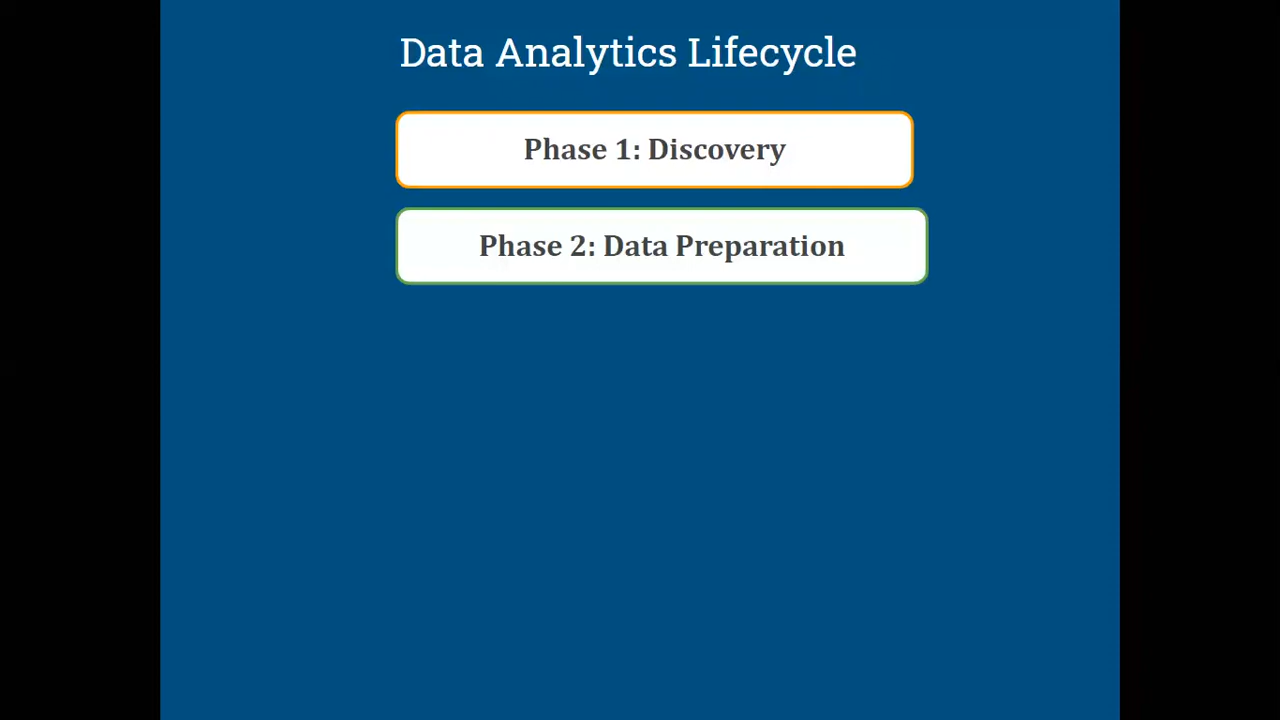 Data Analytics Lifecycle
Phase 1: Discovery
Phase 2: Data Preparation